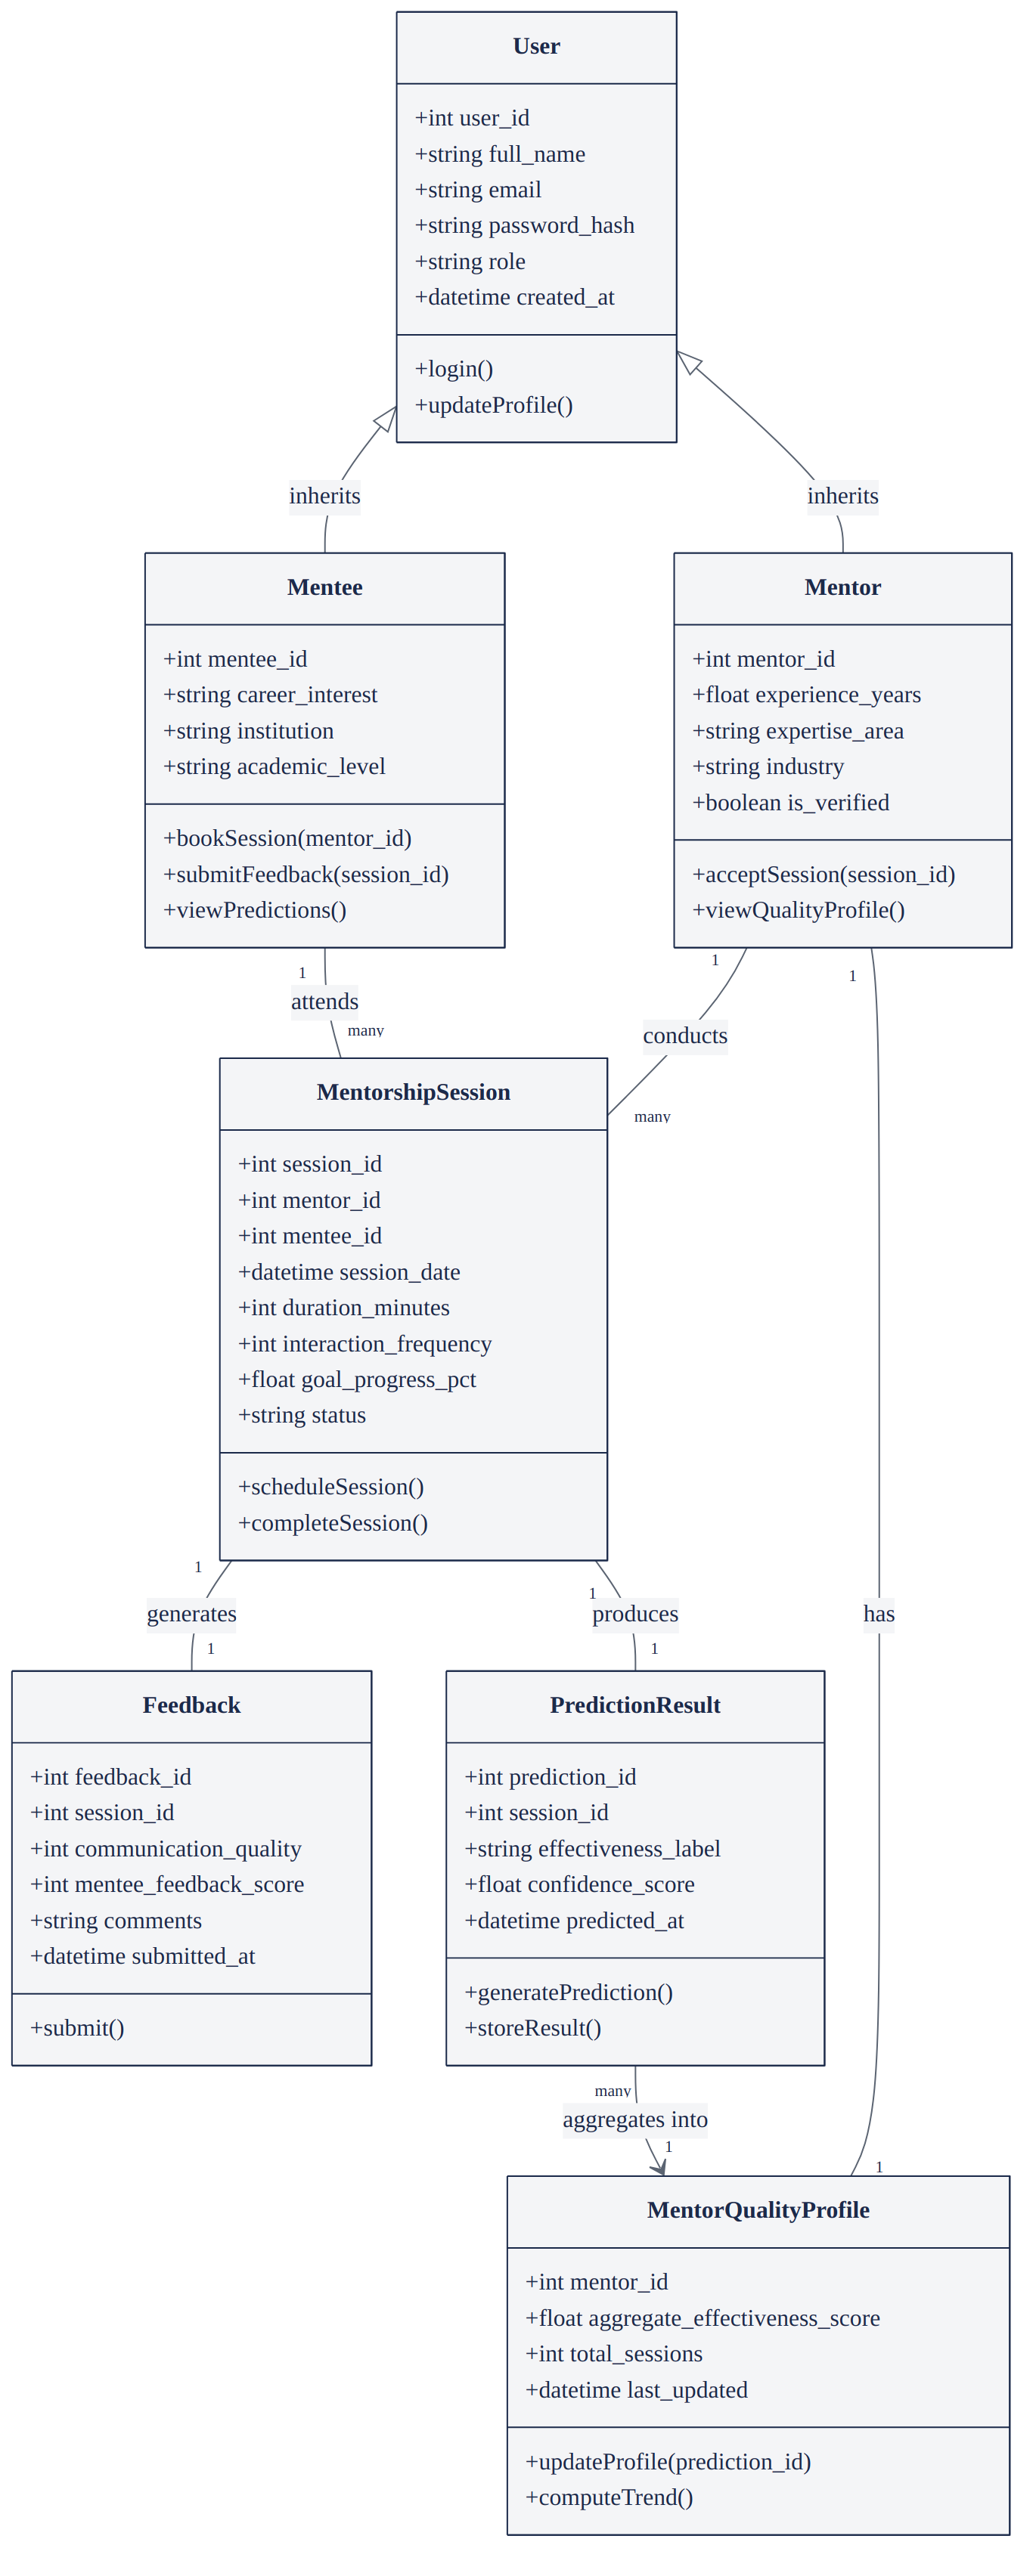 User
+int user_id
+string full_name
+string email
+string password_hash
+string role
+datetime created_at
+login()
+updateProfile()
inherits
inherits
Mentee
+int mentee_id
+string career_interest
+string institution
+string academic_level
+bookSession(mentor_id)
+submitFeedback(session_id)
+viewPredictions()
Mentor
+int mentor_id
+float experience_years
+string expertise_area
+string industry
+boolean is_verified
+acceptSession(session_id)
+viewQualityProfile()
1
attends
many
1
conducts
many
1
MentorshipSession
+int session_id
+int mentor_id
+int mentee_id
+datetime session_date
+int duration_minutes
+int interaction_frequency
+float goal_progress_pct
+string status
+scheduleSession()
+completeSession()
1
generates
1
1
produces
1
has
Feedback
+int feedback_id
+int session_id
+int communication_quality
+int mentee_feedback_score
+string comments
+datetime submitted_at
+submit()
PredictionResult
+int prediction_id
+int session_id
+string effectiveness_label
+float confidence_score
+datetime predicted_at
+generatePrediction()
+storeResult()
many
aggregates into
1
1
MentorQualityProfile
+int mentor_id
+float aggregate_effectiveness_score
+int total_sessions
+datetime last_updated
+updateProfile(prediction_id)
+computeTrend()